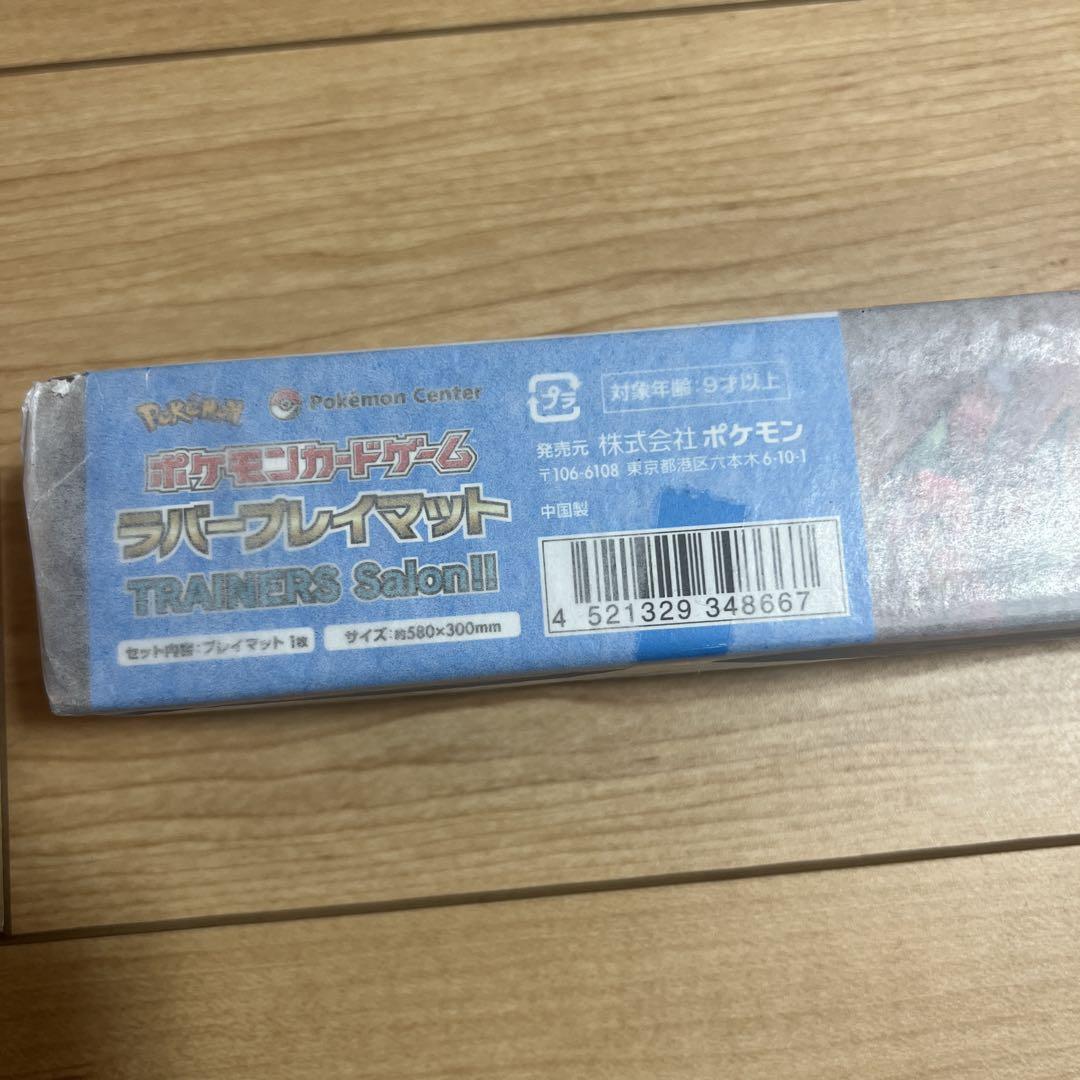 POKÉMON
Pokémon Center
ポケモンカードゲーム
ラバープレイマット
TRAINERS Salon!!
セット内容:プレイマット 1枚
サイズ:約580×300mm
プラ
対象年齢:9才以上
発売元 株式会社ポケモン
〒106-6108 東京都港区六本木6-10-1
中国製
4 521329 348667